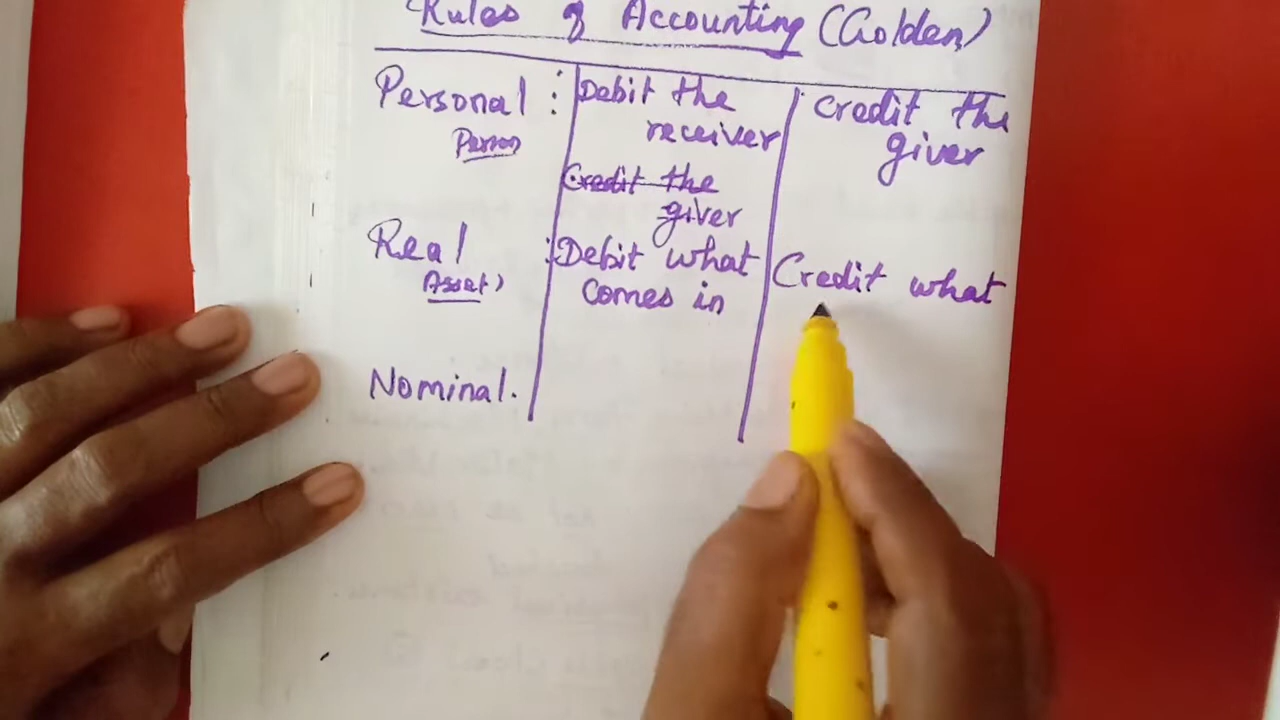 Rules of Accounting (Golden)
Personal : Debit the Credit the
Person receiver giver
Credit the
giver
Real : Debit what Credit what
Asset) comes in
Nominal.